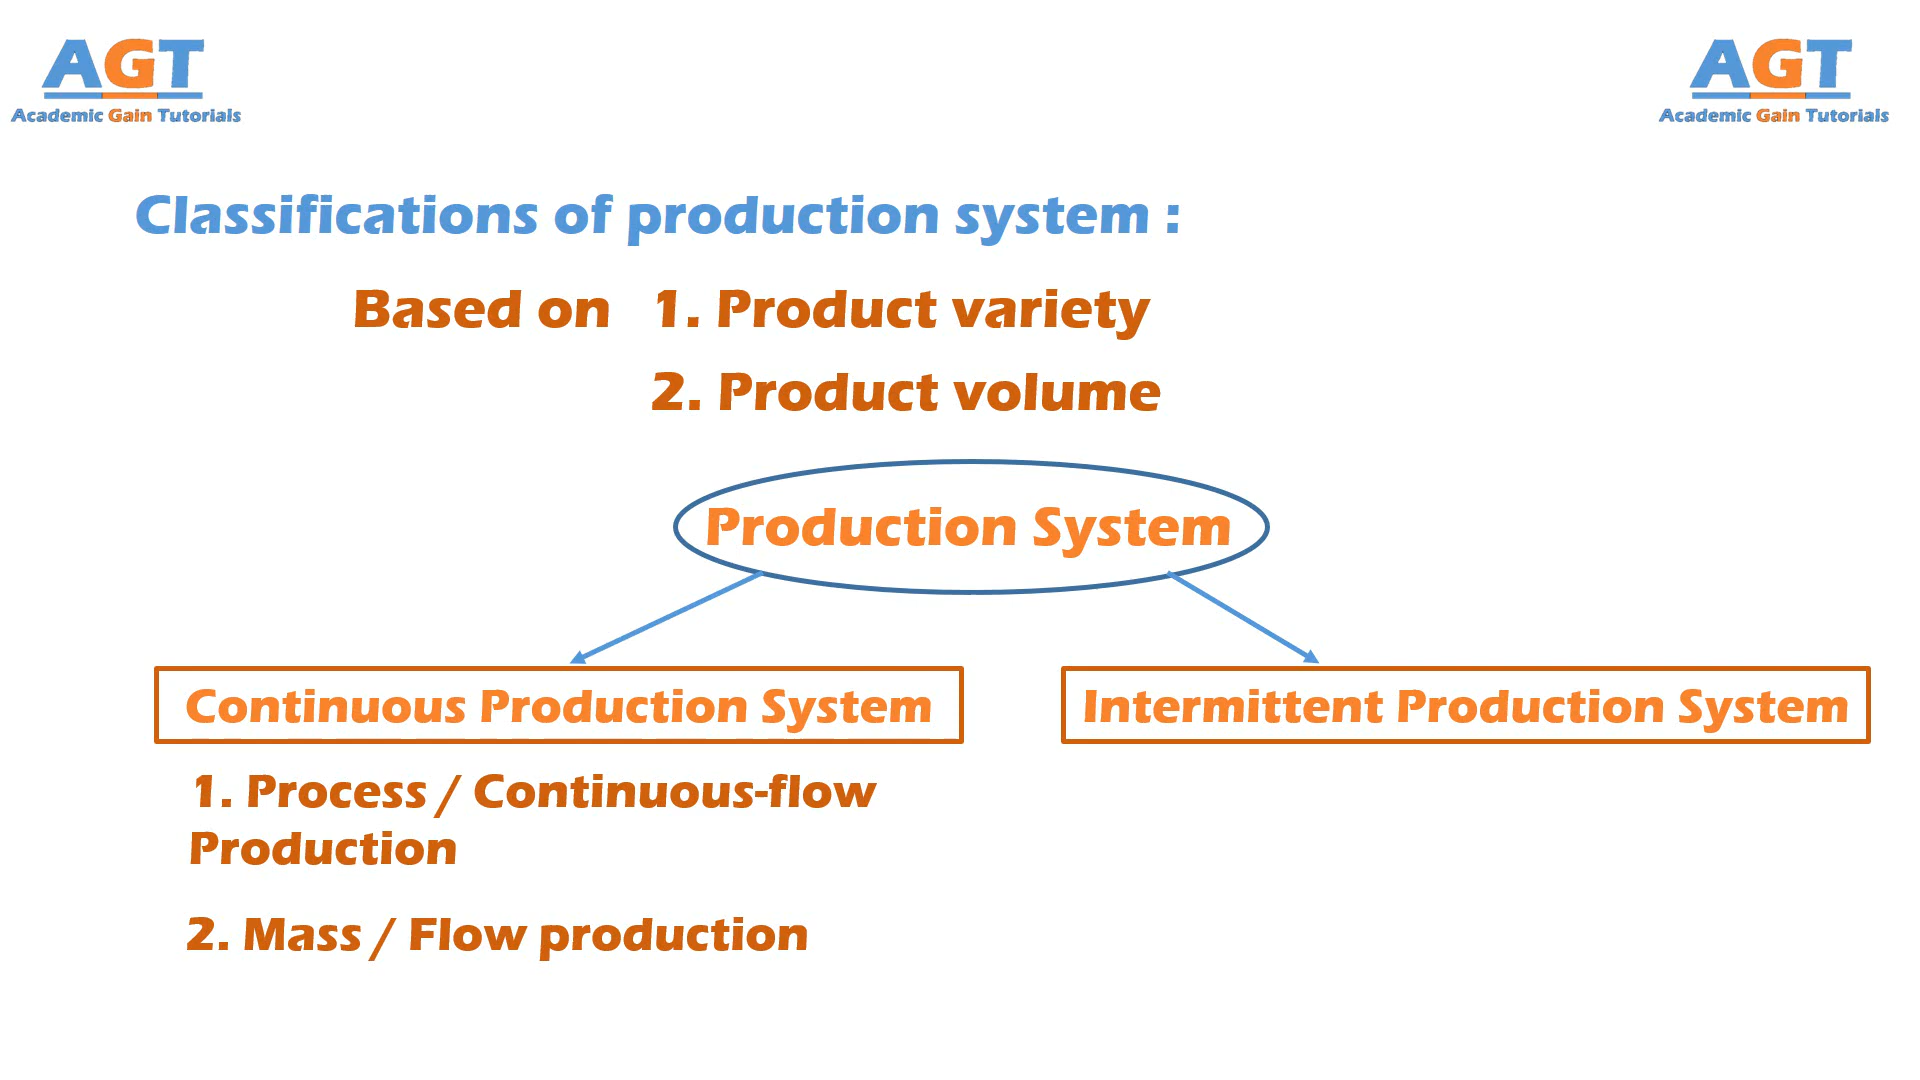 AGT
Academic Gain Tutorials
AGT
Academic Gain Tutorials
Classifications of production system :
Based on 1. Product variety
2. Product volume
Production System
Continuous Production System
Intermittent Production System
1. Process / Continuous-flow
Production
2. Mass / Flow production